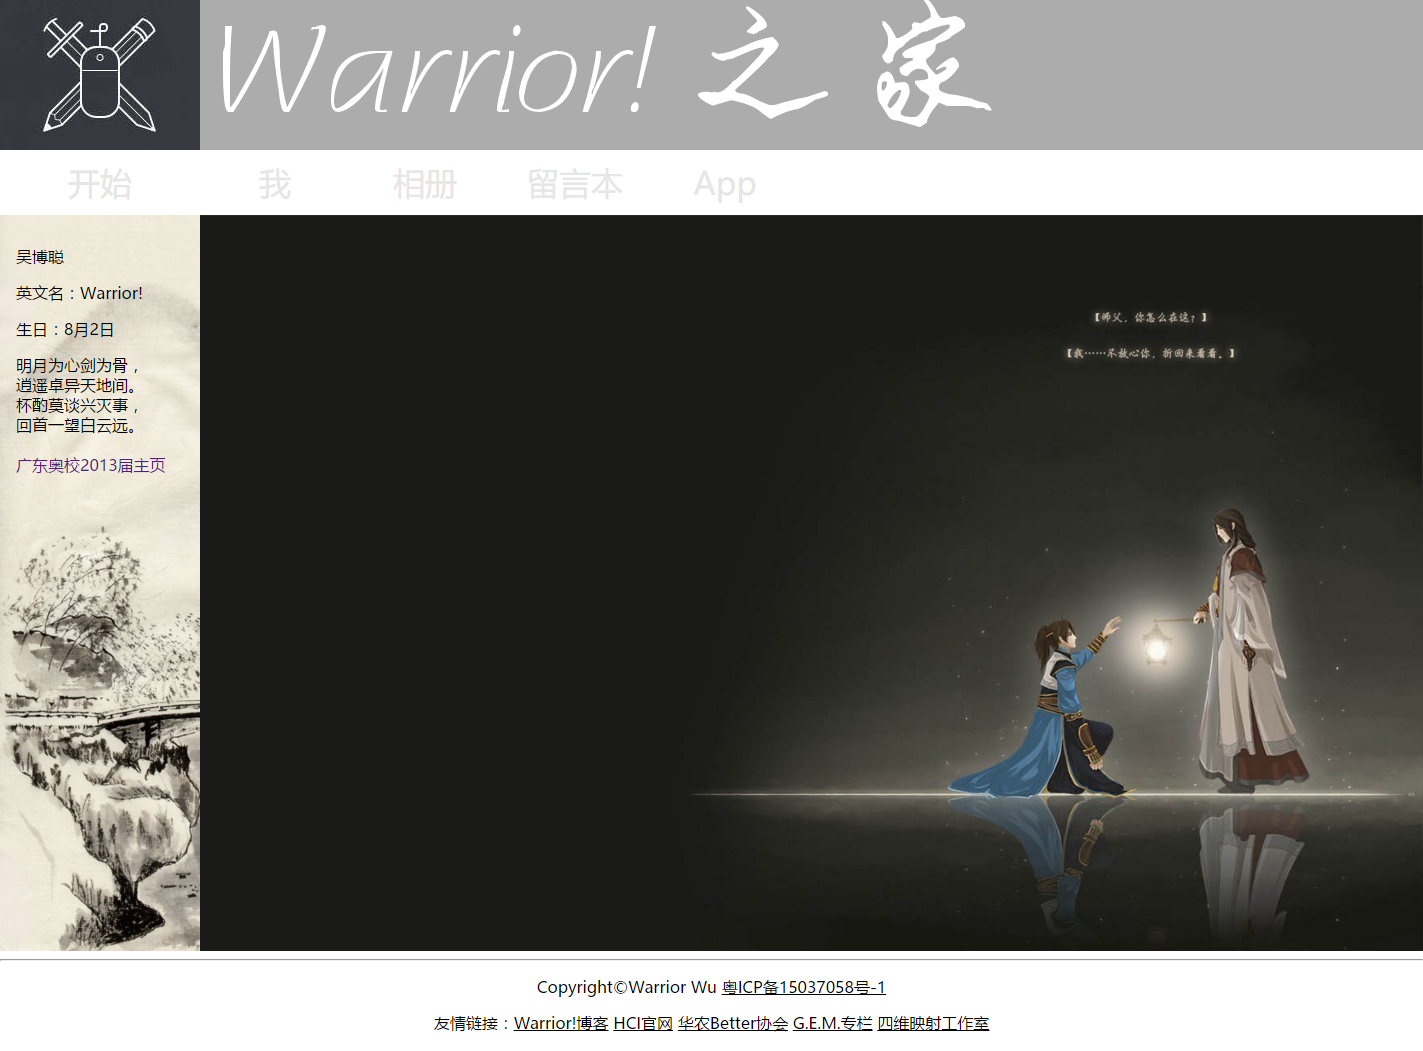 Warrior! 之家
开始 我 相册 留言本 App
吴博聪
英文名：Warrior!
生日：8月2日
明月为心剑为骨，
逍遥卓异天地间。
杯酌莫谈兴灭事，
回首一望白云远。
广东奥校2013届主页
【师父，你怎么在这？】
【我……不放心你，折回来看看。】
Copyright©Warrior Wu 粤ICP备15037058号-1
友情链接：Warrior!博客 HCI官网 华农Better协会 G.E.M.专栏 四维映射工作室